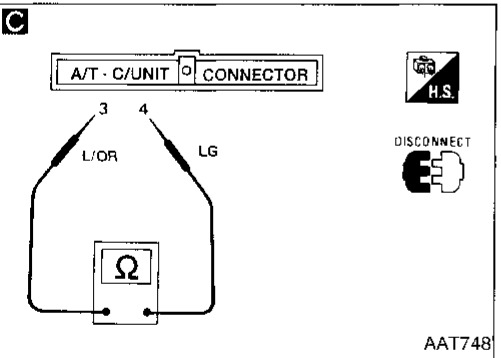 C
A/T · C/UNIT CONNECTOR
H.S.
3 4
L/OR LG
DISCONNECT
Ω
AAT748